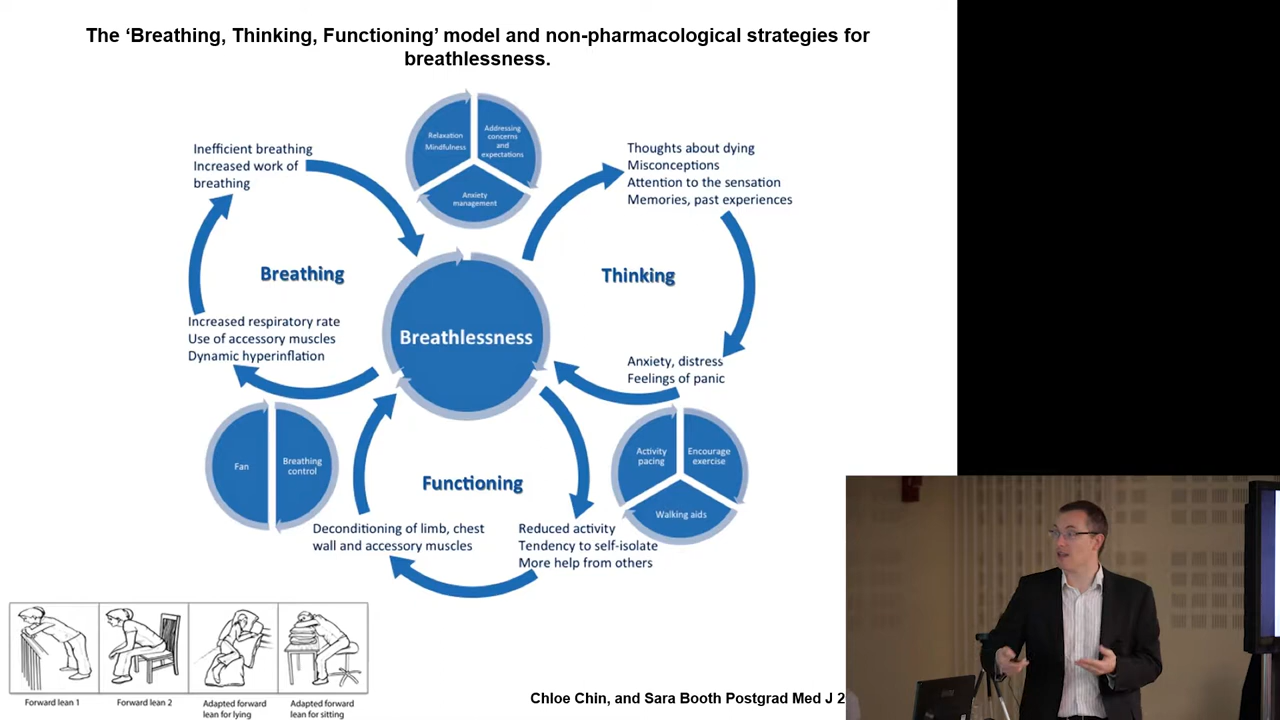 The ‘Breathing, Thinking, Functioning’ model and non-pharmacological strategies for
breathlessness.
Relaxation
Mindfulness
Addressing
concerns
and
expectations
Anxiety
management
Inefficient breathing
Increased work of
breathing
Thoughts about dying
Misconceptions
Attention to the sensation
Memories, past experiences
Breathing
Thinking
Breathlessness
Increased respiratory rate
Use of accessory muscles
Dynamic hyperinflation
Anxiety, distress
Feelings of panic
Fan
Breathing
control
Activity
pacing
Encourage
exercise
Walking aids
Functioning
Deconditioning of limb, chest
wall and accessory muscles
Reduced activity
Tendency to self-isolate
More help from others
Forward lean 1
Forward lean 2
Adapted forward
lean for lying
Adapted forward
lean for sitting
Chloe Chin, and Sara Booth Postgrad Med J 2